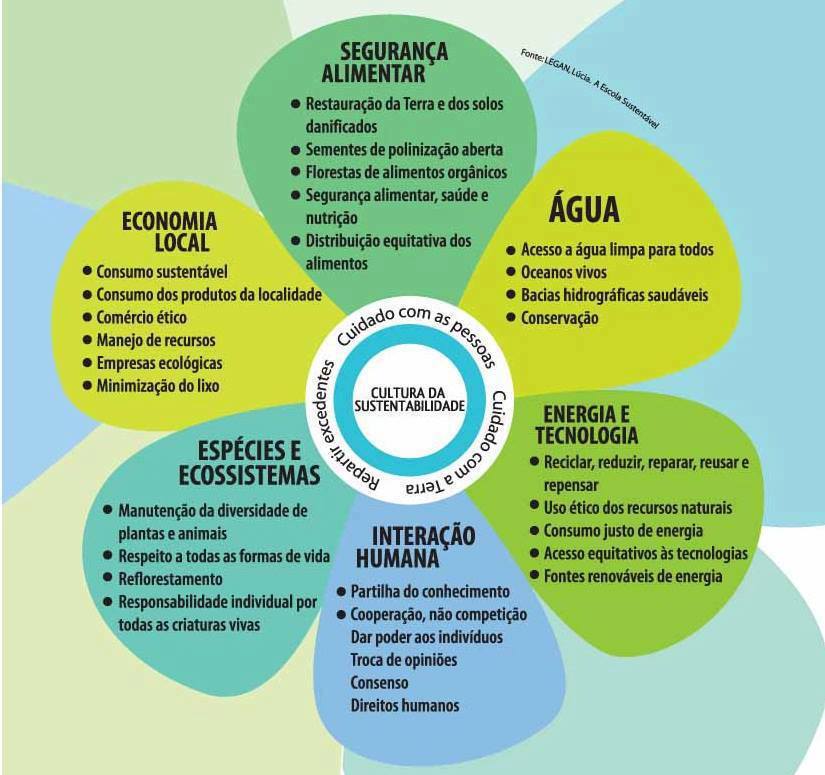 SEGURANÇA
ALIMENTAR
● Restauração da Terra e dos solos
danificados
● Sementes de polinização aberta
● Florestas de alimentos orgânicos
● Segurança alimentar, saúde e
nutrição
● Distribuição equitativa dos
alimentos
Fonte: LEGAN, Lúcia. A Escola Sustentável
ÁGUA
● Acesso a água limpa para todos
● Oceanos vivos
● Bacias hidrográficas saudáveis
● Conservação
ENERGIA E
TECNOLOGIA
● Reciclar, reduzir, reparar, reusar e
repensar
● Uso ético dos recursos naturais
● Consumo justo de energia
● Acesso equitativos às tecnologias
● Fontes renováveis de energia
INTERAÇÃO
HUMANA
● Partilha do conhecimento
● Cooperação, não competição
Dar poder aos indivíduos
Troca de opiniões
Consenso
Direitos humanos
ESPÉCIES E
ECOSSISTEMAS
● Manutenção da diversidade de
plantas e animais
● Respeito a todas as formas de vida
● Reflorestamento
● Responsabilidade individual por
todas as criaturas vivas
ECONOMIA
LOCAL
● Consumo sustentável
● Consumo dos produtos da localidade
● Comércio ético
● Manejo de recursos
● Empresas ecológicas
● Minimização do lixo
Cuidado com as pessoas
Cuidado com a Terra
Repartir excedentes
CULTURA DA
SUSTENTABILIDADE